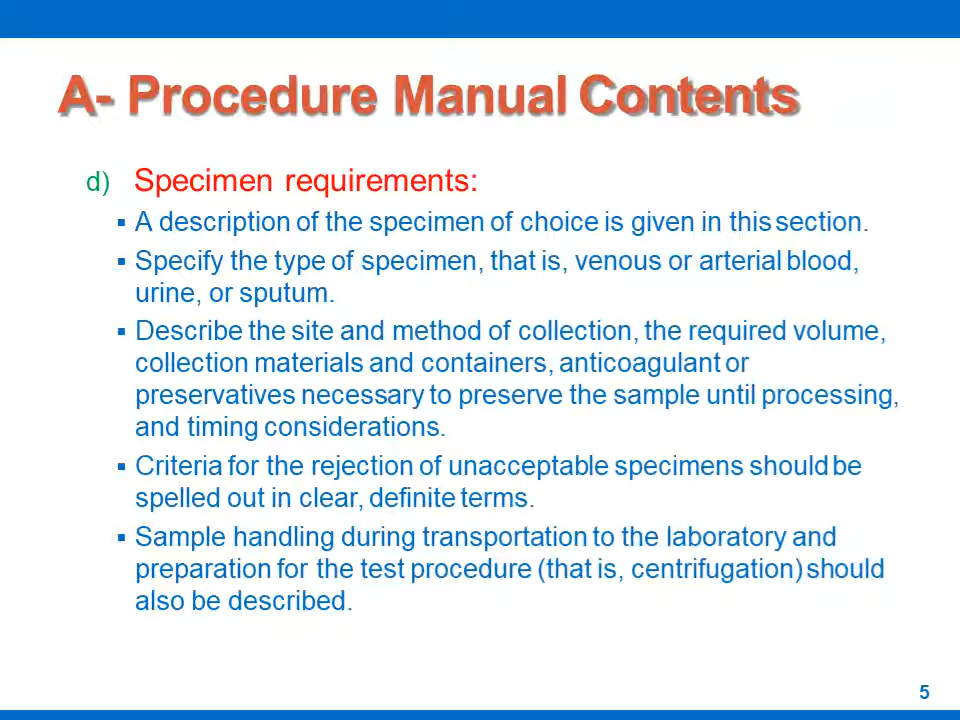 A- Procedure Manual Contents
d) Specimen requirements:
▪ A description of the specimen of choice is given in this section.
▪ Specify the type of specimen, that is, venous or arterial blood,
urine, or sputum.
▪ Describe the site and method of collection, the required volume,
collection materials and containers, anticoagulant or
preservatives necessary to preserve the sample until processing,
and timing considerations.
▪ Criteria for the rejection of unacceptable specimens should be
spelled out in clear, definite terms.
▪ Sample handling during transportation to the laboratory and
preparation for the test procedure (that is, centrifugation) should
also be described.
5